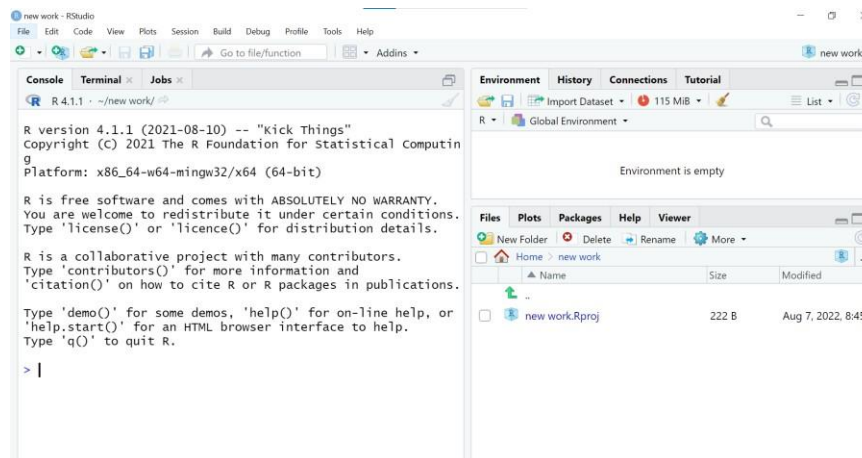 new work - RStudio
File Edit Code View Plots Session Build Debug Profile Tools Help
Go to file/function Addins new work
Console Terminal Jobs
R 4.1.1 · ~/new work/
R version 4.1.1 (2021-08-10) -- "Kick Things"
Copyright (C) 2021 The R Foundation for Statistical Computin
g
Platform: x86_64-w64-mingw32/x64 (64-bit)
R is free software and comes with ABSOLUTELY NO WARRANTY.
You are welcome to redistribute it under certain conditions.
Type 'license()' or 'licence()' for distribution details.
R is a collaborative project with many contributors.
Type 'contributors()' for more information and
'citation()' on how to cite R or R packages in publications.
Type 'demo()' for some demos, 'help()' for on-line help, or
'help.start()' for an HTML browser interface to help.
Type 'q()' to quit R.
>
Environment History Connections Tutorial
Import Dataset 115 MiB List
R Global Environment
Environment is empty
Files Plots Packages Help Viewer
New Folder Delete Rename More
Home new work
Name Size Modified
..
new work.Rproj 222 B Aug 7, 2022, 8:45